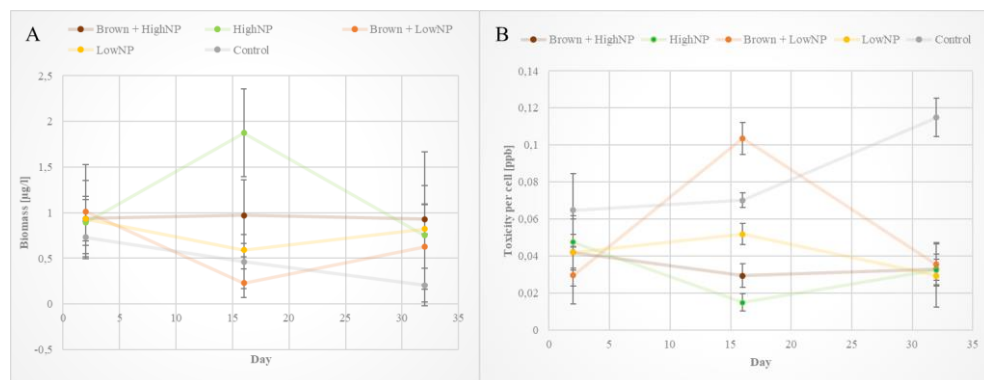 A
Brown + HighNP HighNP Brown + LowNP
LowNP Control
2,5
2
1,5
1
0,5
0
-0,5
0 5 10 15 20 25 30 35
Biomass [µg/l]
Day
B
Brown + HighNP HighNP Brown + LowNP LowNP Control
0,14
0,12
0,1
0,08
0,06
0,04
0,02
0
0 5 10 15 20 25 30 35
Toxicity per cell [ppb]
Day